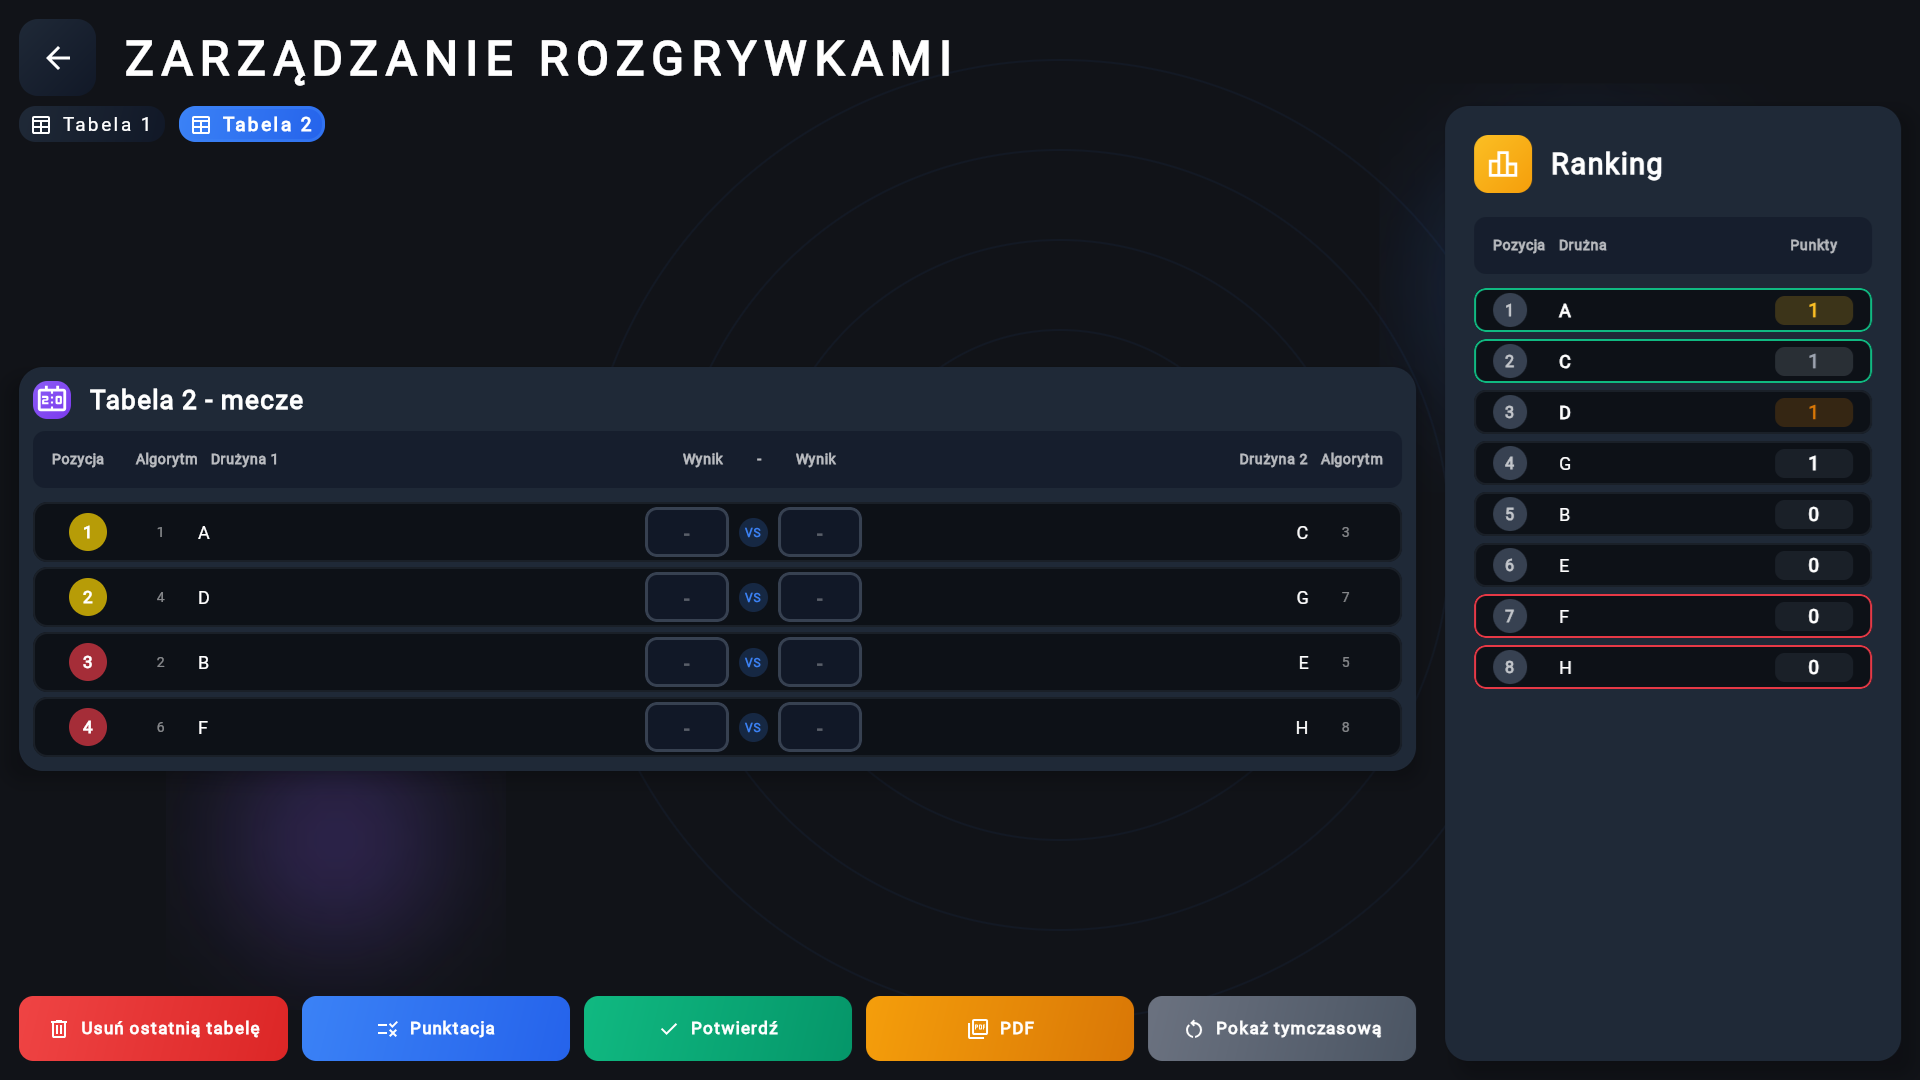 ZARZĄDZANIE ROZGRYWKAMI
Tabela 1
Tabela 2
Tabela 2 - mecze
Pozycja Algorytm Drużyna 1 Wynik - Wynik Drużyna 2 Algorytm
1 1 A - VS - C 3
2 4 D - VS - G 7
3 2 B - VS - E 5
4 6 F - VS - H 8
Usuń ostatnią tabelę
Punktacja
Potwierdź
PDF
Pokaż tymczasową
Ranking
Pozycja Drużna Punkty
1 A 1
2 C 1
3 D 1
4 G 1
5 B 0
6 E 0
7 F 0
8 H 0